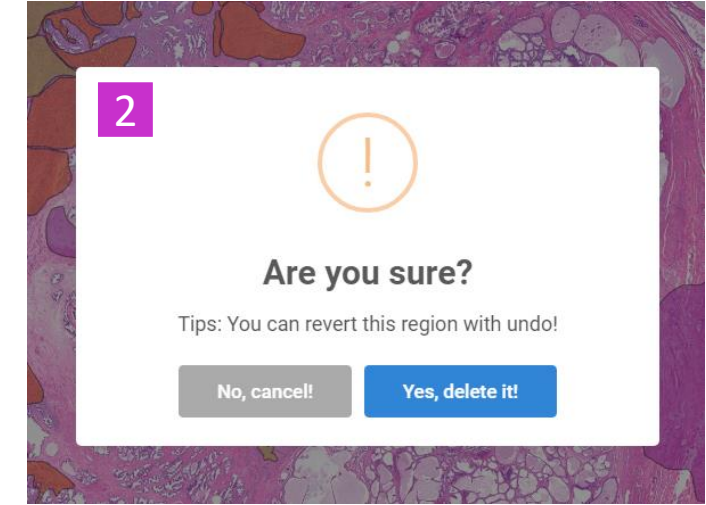 2
!
Are you sure?
Tips: You can revert this region with undo!
No, cancel!
Yes, delete it!